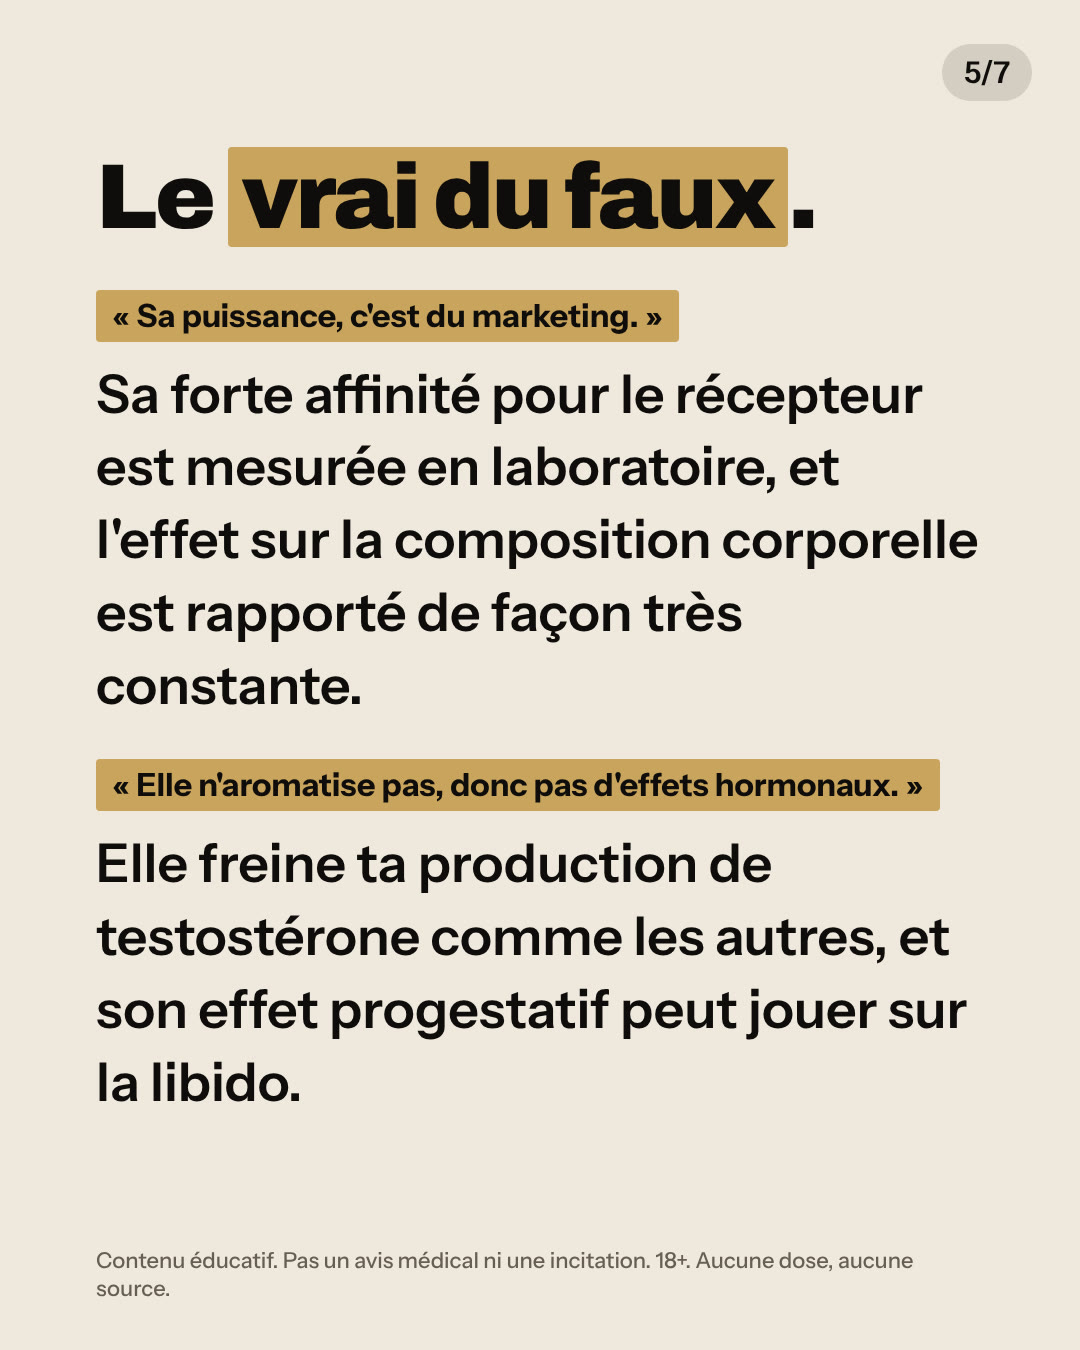 5/7
Le vrai du faux.
« Sa puissance, c'est du marketing. »
Sa forte affinité pour le récepteur
est mesurée en laboratoire, et
l'effet sur la composition corporelle
est rapporté de façon très
constante.
« Elle n'aromatise pas, donc pas d'effets hormonaux. »
Elle freine ta production de
testostérone comme les autres, et
son effet progestatif peut jouer sur
la libido.
Contenu éducatif. Pas un avis médical ni une incitation. 18+. Aucune dose, aucune
source.